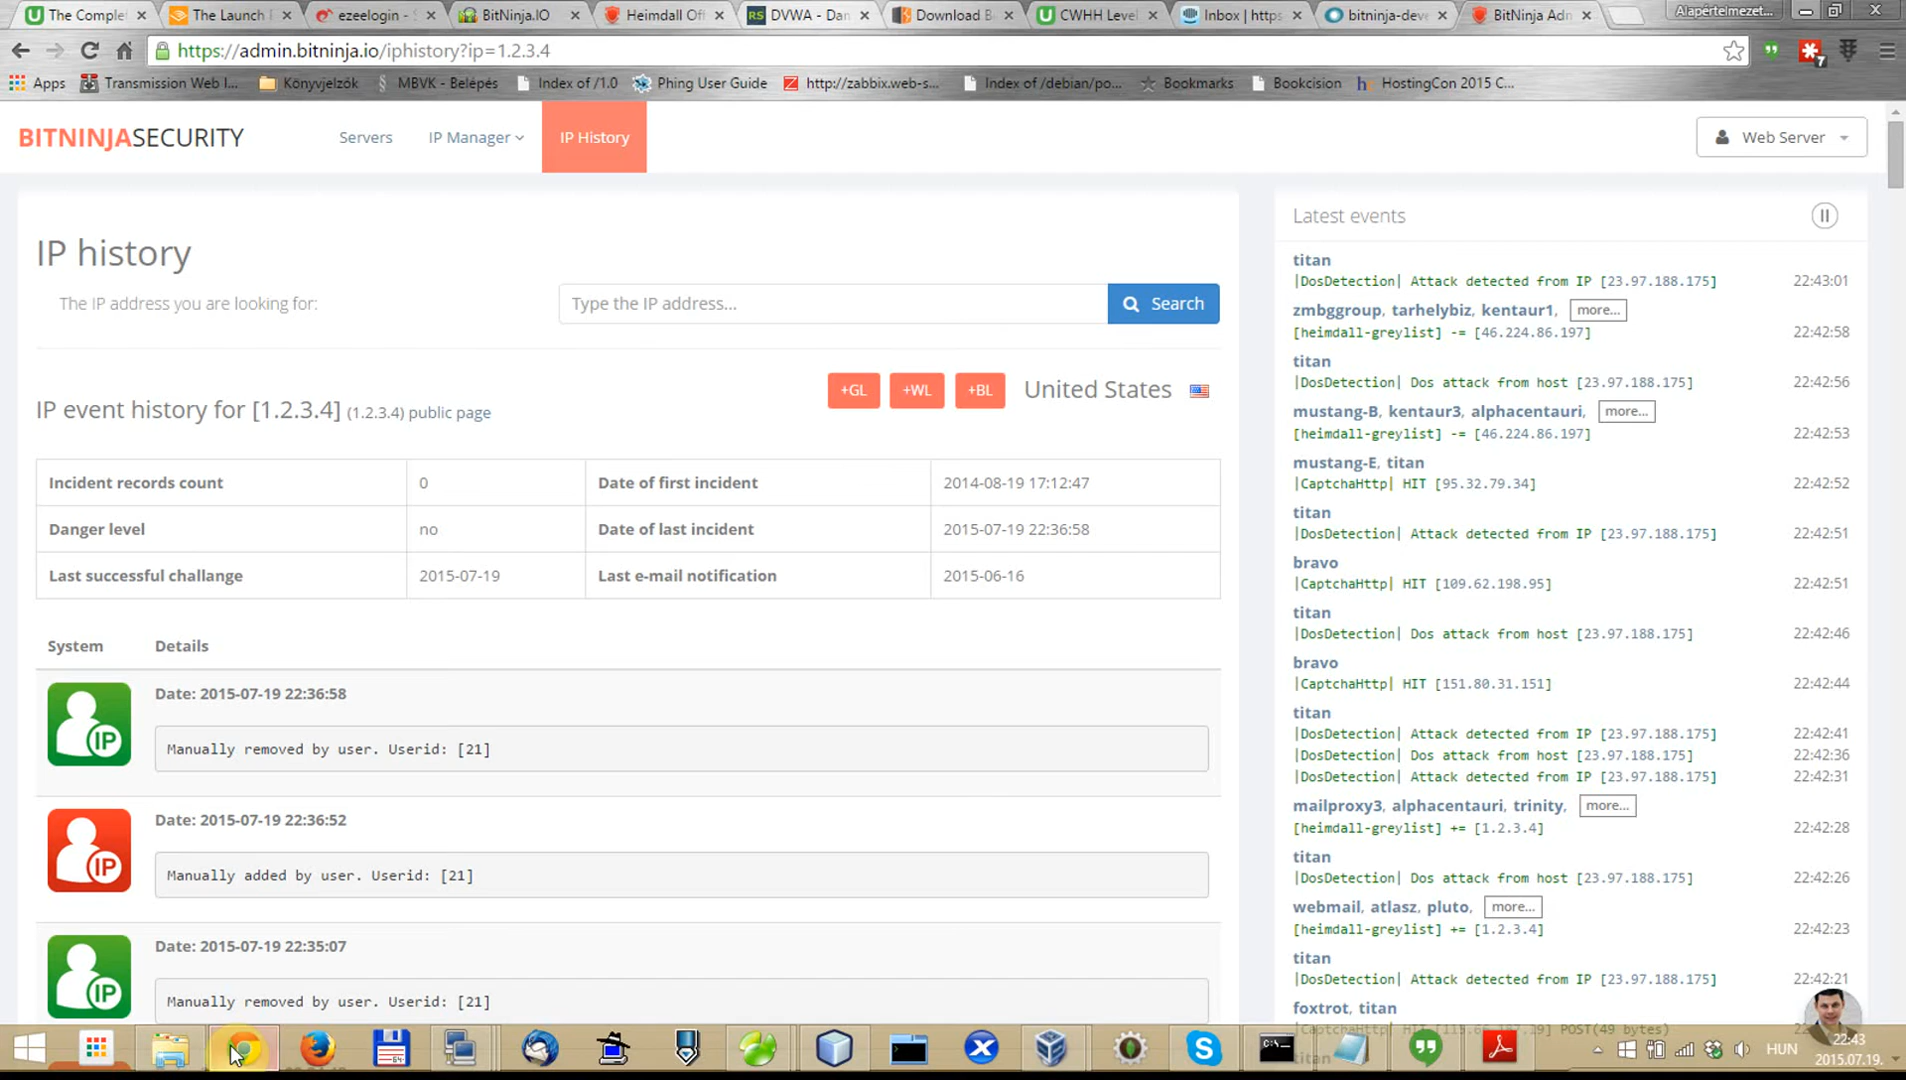 The Complet
The Launch
ezeelogin -
BitNinja.IO
Heimdall Off
DVWA - Dan
Download B
CWHH Level
Inbox | https
bitninja-deve
BitNinja Adm
Alapértelmezet...
https://admin.bitninja.io/iphistory?ip=1.2.3.4
7
Apps
Transmission Web I...
Könyvjelzők
MBVK - Belépés
Index of /1.0
Phing User Guide
http://zabbix.web-s...
Index of /debian/po...
Bookmarks
Bookcision
HostingCon 2015 C...
BITNINJASECURITY
Servers
IP Manager
IP History
Web Server
IP history
The IP address you are looking for:
Type the IP address...
Search
+GL
+WL
+BL
United States
IP event history for [1.2.3.4] (1.2.3.4) public page
Incident records count
0
Date of first incident
2014-08-19 17:12:47
Danger level
no
Date of last incident
2015-07-19 22:36:58
Last successful challange
2015-07-19
Last e-mail notification
2015-06-16
System
Details
Date: 2015-07-19 22:36:58
IP
Manually removed by user. Userid: [21]
Date: 2015-07-19 22:36:52
IP
Manually added by user. Userid: [21]
Date: 2015-07-19 22:35:07
IP
Manually removed by user. Userid: [21]
Latest events
titan
|DosDetection| Attack detected from IP [23.97.188.175] 22:43:01
zmbggroup, tarhelybiz, kentaur1, more...
[heimdall-greylist] -= [46.224.86.197] 22:42:58
titan
|DosDetection| Dos attack from host [23.97.188.175] 22:42:56
mustang-B, kentaur3, alphacentauri, more...
[heimdall-greylist] -= [46.224.86.197] 22:42:53
mustang-E, titan
|CaptchaHttp| HIT [95.32.79.34] 22:42:52
titan
|DosDetection| Attack detected from IP [23.97.188.175] 22:42:51
bravo
|CaptchaHttp| HIT [109.62.198.95] 22:42:51
titan
|DosDetection| Dos attack from host [23.97.188.175] 22:42:46
bravo
|CaptchaHttp| HIT [151.80.31.151] 22:42:44
titan
|DosDetection| Attack detected from IP [23.97.188.175] 22:42:41
|DosDetection| Dos attack from host [23.97.188.175] 22:42:36
|DosDetection| Attack detected from IP [23.97.188.175] 22:42:31
mailproxy3, alphacentauri, trinity, more...
[heimdall-greylist] += [1.2.3.4] 22:42:28
titan
|DosDetection| Dos attack from host [23.97.188.175] 22:42:26
webmail, atlasz, pluto, more...
[heimdall-greylist] += [1.2.3.4] 22:42:23
titan
|DosDetection| Attack detected from IP [23.97.188.175] 22:42:21
foxtrot, titan
POST(49 bytes)
HUN
22:43
2015.07.19.